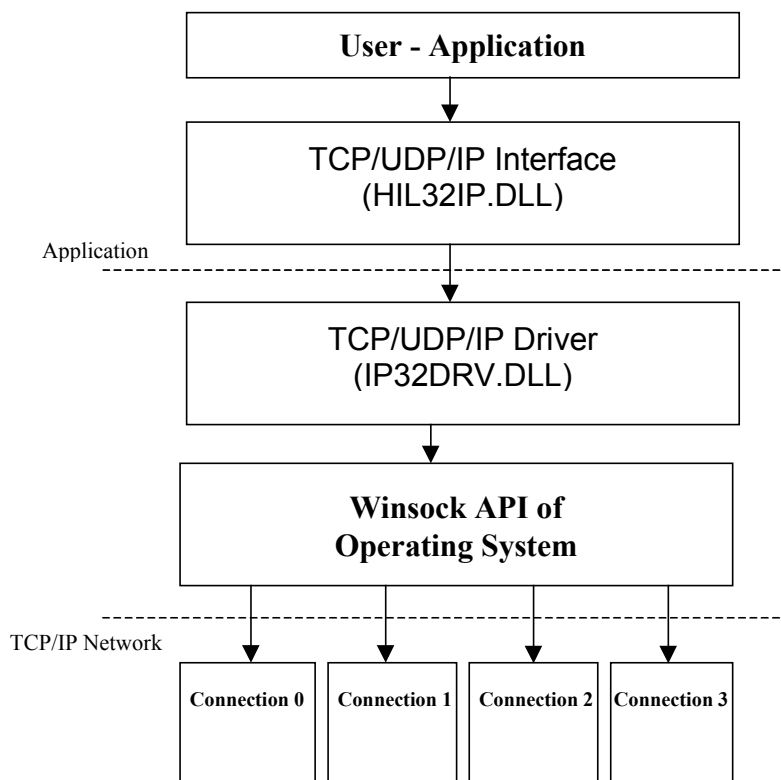 User - Application
TCP/UDP/IP Interface
(HIL32IP.DLL)
Application
TCP/UDP/IP Driver
(IP32DRV.DLL)
Winsock API of
Operating System
TCP/IP Network
Connection 0
Connection 1
Connection 2
Connection 3